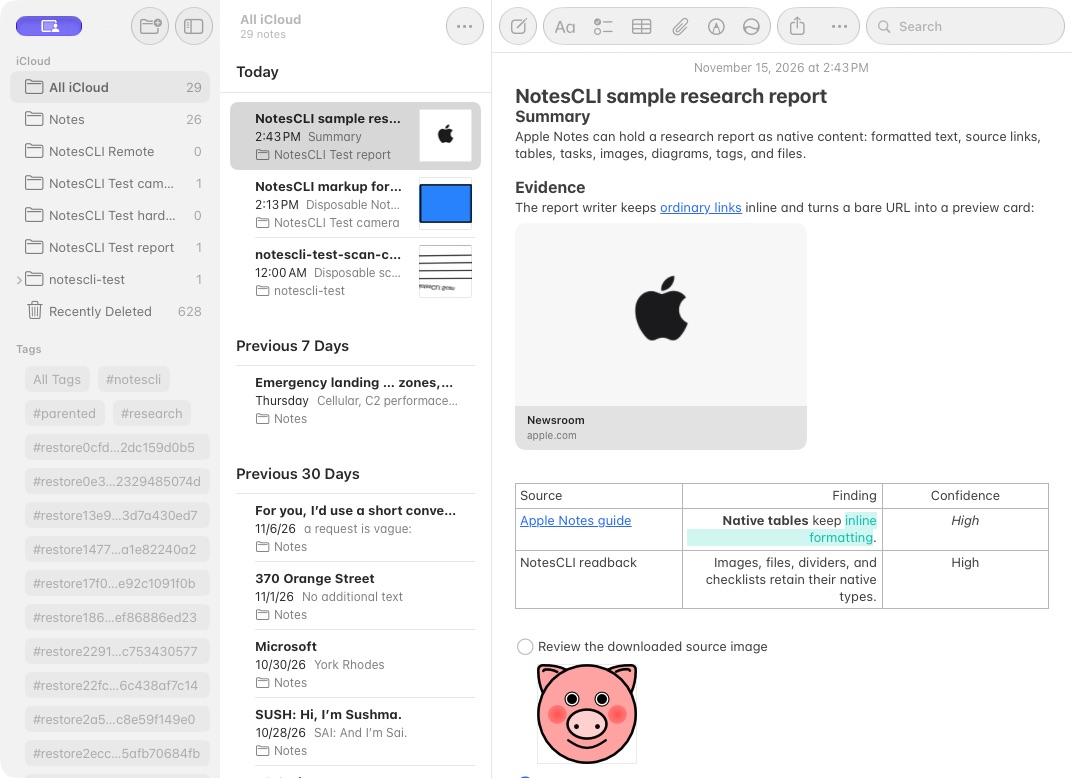 iCloud
All iCloud 29
Notes 26
NotesCLI Remote 0
NotesCLI Test cam... 1
NotesCLI Test hard... 0
NotesCLI Test report 1
notescli-test 1
Recently Deleted 628
Tags
All Tags #notescli
#parented #research
#restore0cfd...2dc159d0b5
#restore0e3...2329485074d
#restore13e9...3d7a430ed7
#restore1477...a1e82240a2
#restore17f0...e92c1091f0b
#restore186...ef86886ed23
#restore2291...c753430577
#restore22fc...6c438af7c14
#restore2a5...c8e59f149e0
#restore2ecc...5afb70684fb
All iCloud
29 notes
Today
NotesCLI sample res...
2:43 PM Summary
NotesCLI Test report
NotesCLI markup for...
2:13 PM Disposable Not...
NotesCLI Test camera
notescli-test-scan-c...
12:00 AM Disposable sc...
notescli-test
Previous 7 Days
Emergency landing ... zones,...
Thursday Cellular, C2 performace...
Notes
Previous 30 Days
For you, I’d use a short conve...
11/6/26 a request is vague:
Notes
370 Orange Street
11/1/26 No additional text
Notes
Microsoft
10/30/26 York Rhodes
Notes
SUSH: Hi, I’m Sushma.
10/28/26 SAI: And I’m Sai.
Notes
Aa
Search
November 15, 2026 at 2:43 PM
NotesCLI sample research report
Summary
Apple Notes can hold a research report as native content: formatted text, source links,
tables, tasks, images, diagrams, tags, and files.
Evidence
The report writer keeps ordinary links inline and turns a bare URL into a preview card:
Newsroom
apple.com
Source Finding Confidence
Apple Notes guide Native tables keep inline High
formatting.
NotesCLI readback Images, files, dividers, and High
checklists retain their native
types.
Review the downloaded source image